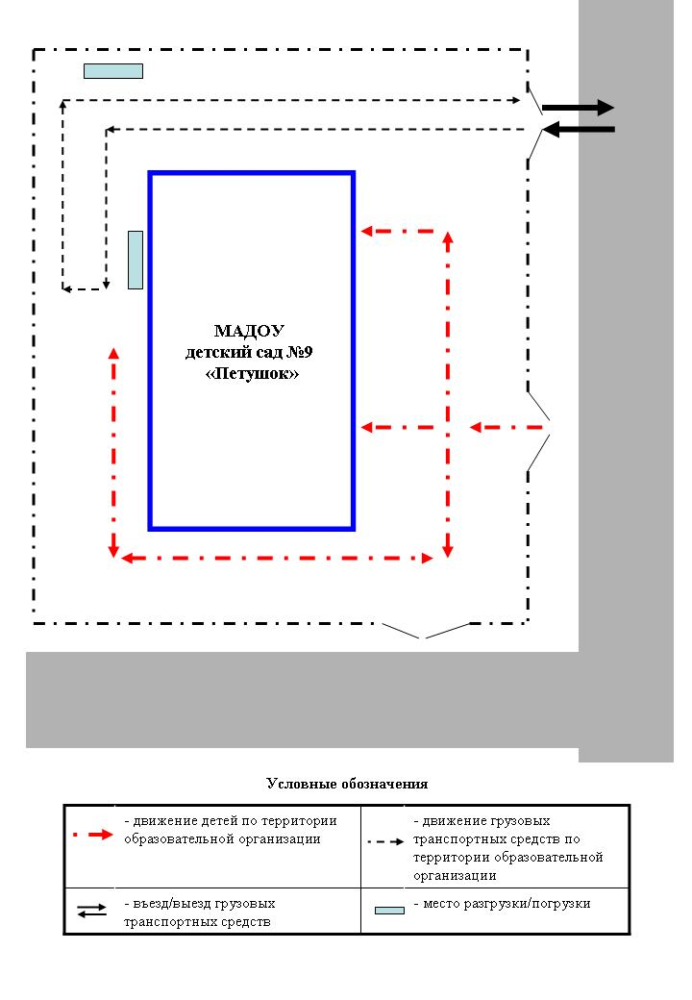 МАДОУ
детский сад №9
«Петушок»
Условные обозначения
- движение детей по территории
образовательной организации
- движение грузовых
транспортных средств по
территории образовательной
организации
- въезд/выезд грузовых
транспортных средств
- место разгрузки/погрузки